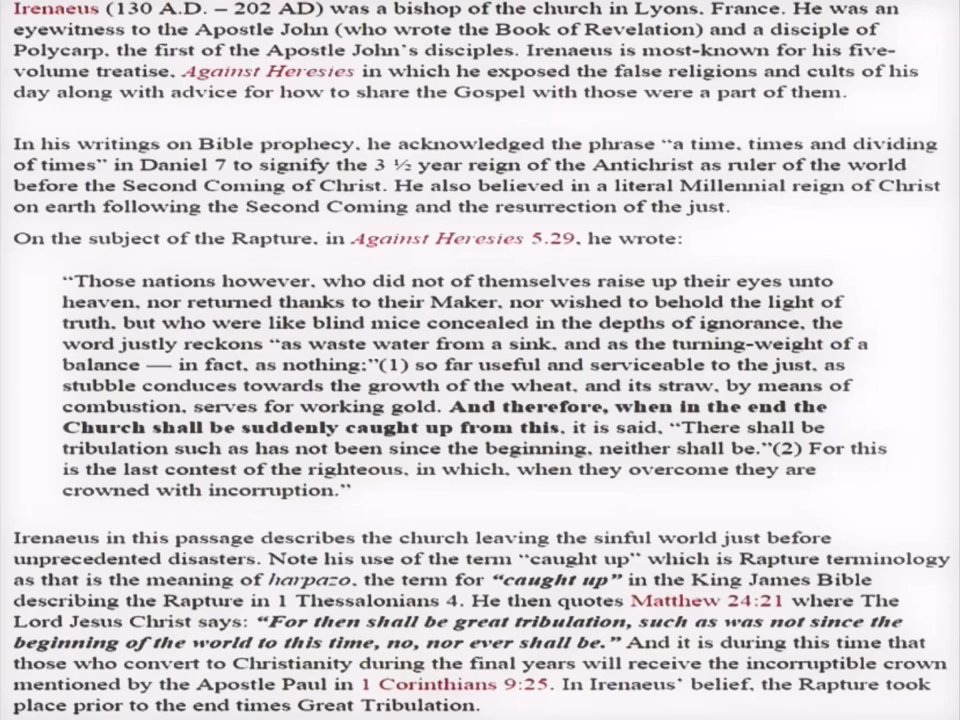 Irenaeus (130 A.D. – 202 AD) was a bishop of the church in Lyons, France. He was an
eyewitness to the Apostle John (who wrote the Book of Revelation) and a disciple of
Polycarp, the first of the Apostle John's disciples. Irenaeus is most-known for his five-
volume treatise, Against Heresies in which he exposed the false religions and cults of his
day along with advice for how to share the Gospel with those were a part of them.
In his writings on Bible prophecy, he acknowledged the phrase “a time, times and dividing
of times” in Daniel 7 to signify the 3 ½ year reign of the Antichrist as ruler of the world
before the Second Coming of Christ. He also believed in a literal Millennial reign of Christ
on earth following the Second Coming and the resurrection of the just.
On the subject of the Rapture, in Against Heresies 5.29, he wrote:
“Those nations however, who did not of themselves raise up their eyes unto
heaven, nor returned thanks to their Maker, nor wished to behold the light of
truth, but who were like blind mice concealed in the depths of ignorance, the
word justly reckons “as waste water from a sink, and as the turning-weight of a
balance — in fact, as nothing;”(1) so far useful and serviceable to the just, as
stubble conduces towards the growth of the wheat, and its straw, by means of
combustion, serves for working gold. And therefore, when in the end the
Church shall be suddenly caught up from this, it is said, “There shall be
tribulation such as has not been since the beginning, neither shall be.”(2) For this
is the last contest of the righteous, in which, when they overcome they are
crowned with incorruption.”
Irenaeus in this passage describes the church leaving the sinful world just before
unprecedented disasters. Note his use of the term “caught up” which is Rapture terminology
as that is the meaning of harpazo, the term for “caught up” in the King James Bible
describing the Rapture in 1 Thessalonians 4. He then quotes Matthew 24:21 where The
Lord Jesus Christ says: “For then shall be great tribulation, such as was not since the
beginning of the world to this time, no, nor ever shall be.” And it is during this time that
those who convert to Christianity during the final years will receive the incorruptible crown
mentioned by the Apostle Paul in 1 Corinthians 9:25. In Irenaeus' belief, the Rapture took
place prior to the end times Great Tribulation.